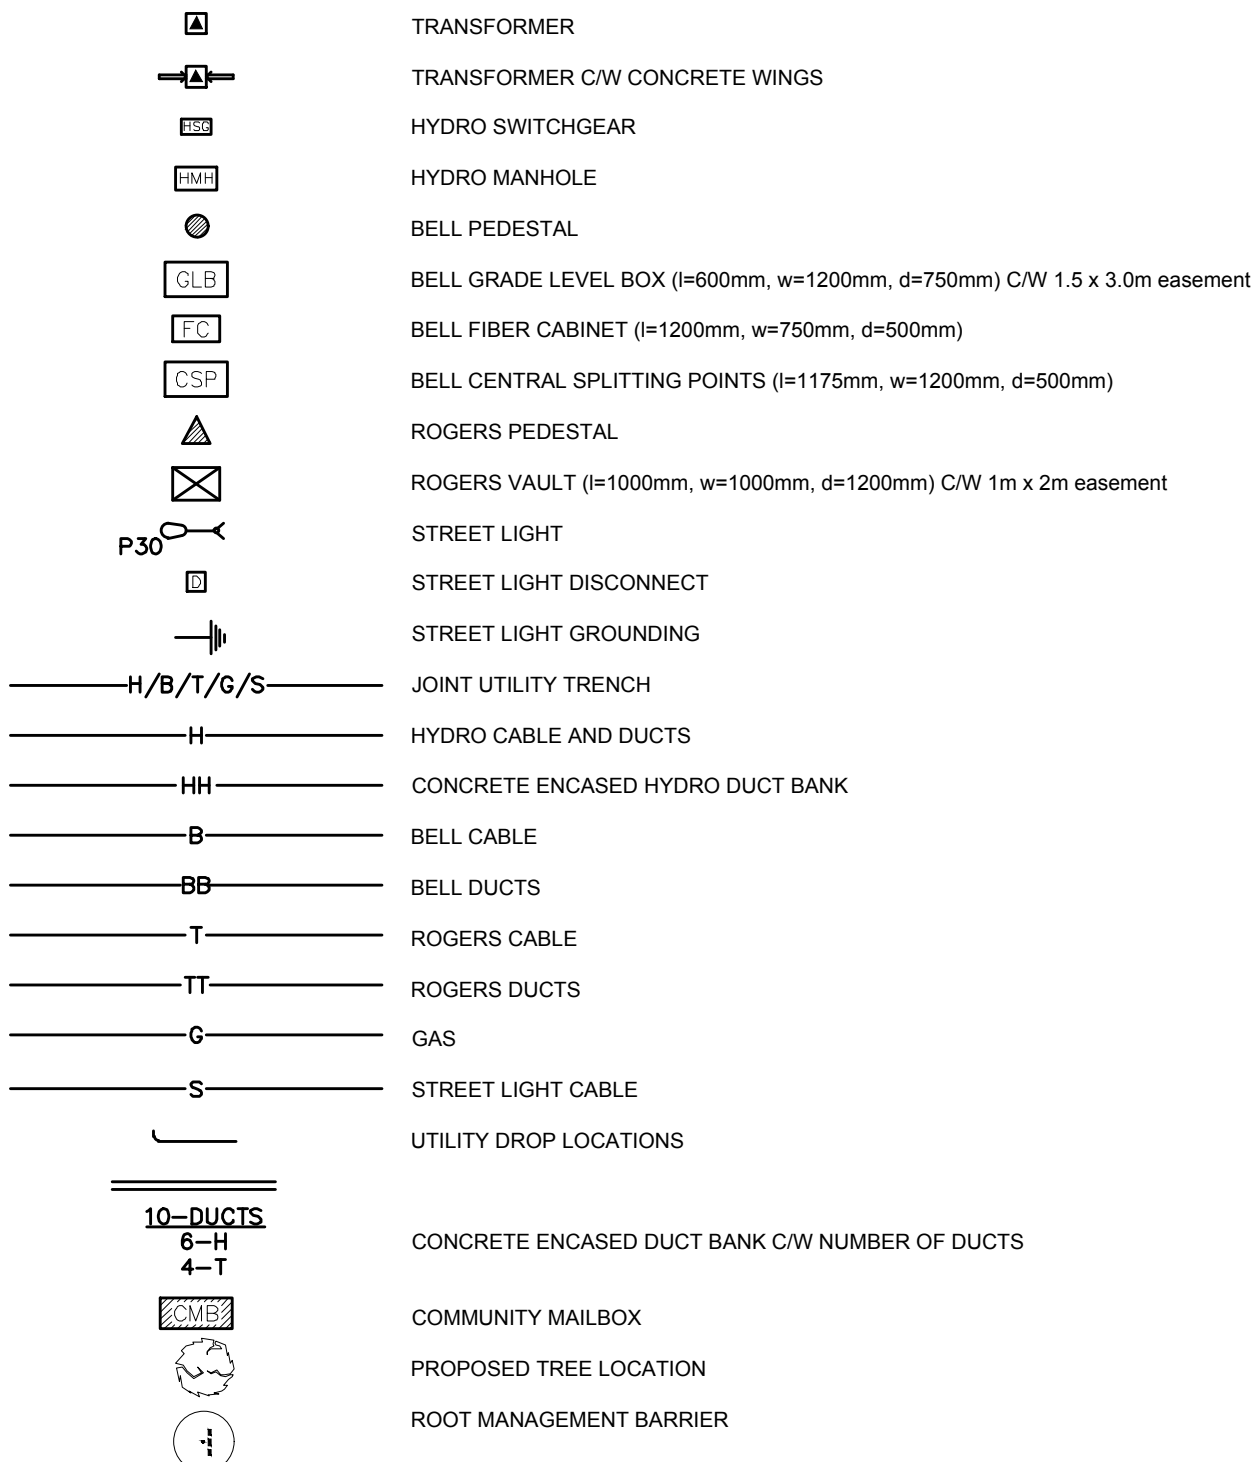 TRANSFORMER
TRANSFORMER C/W CONCRETE WINGS
HSG HYDRO SWITCHGEAR
HMH HYDRO MANHOLE
BELL PEDESTAL
GLB BELL GRADE LEVEL BOX (l=600mm, w=1200mm, d=750mm) C/W 1.5 x 3.0m easement
FC BELL FIBER CABINET (l=1200mm, w=750mm, d=500mm)
CSP BELL CENTRAL SPLITTING POINTS (l=1175mm, w=1200mm, d=500mm)
ROGERS PEDESTAL
ROGERS VAULT (l=1000mm, w=1000mm, d=1200mm) C/W 1m x 2m easement
P30 STREET LIGHT
D STREET LIGHT DISCONNECT
STREET LIGHT GROUNDING
H/B/T/G/S JOINT UTILITY TRENCH
H HYDRO CABLE AND DUCTS
HH CONCRETE ENCASED HYDRO DUCT BANK
B BELL CABLE
BB BELL DUCTS
T ROGERS CABLE
TT ROGERS DUCTS
G GAS
S STREET LIGHT CABLE
UTILITY DROP LOCATIONS
10-DUCTS
6-H CONCRETE ENCASED DUCT BANK C/W NUMBER OF DUCTS
4-T
CMB COMMUNITY MAILBOX
PROPOSED TREE LOCATION
ROOT MANAGEMENT BARRIER